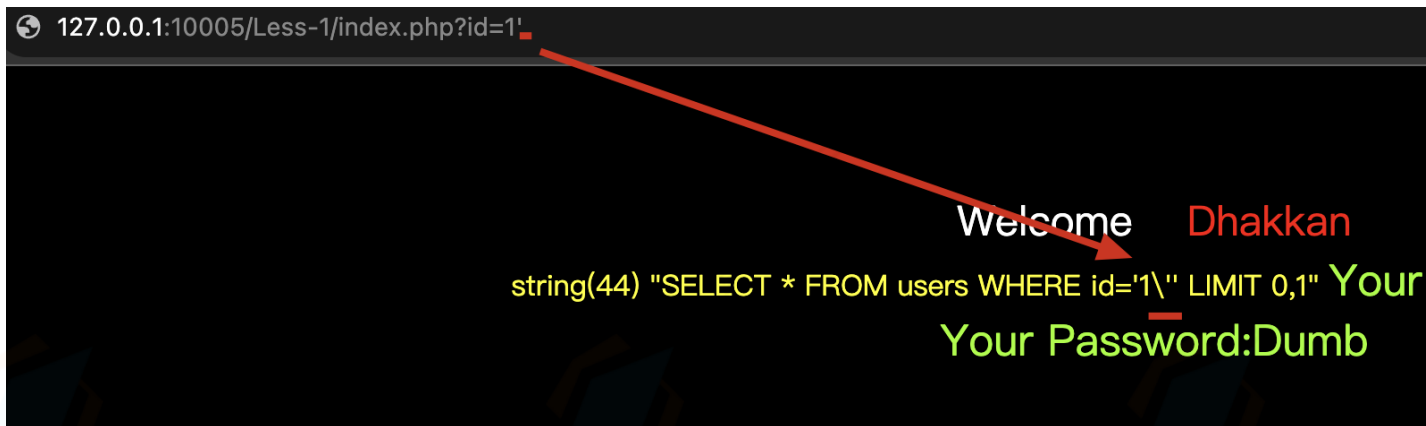 127.0.0.1:10005/Less-1/index.php?id=1'
Welcome Dhakkan
string(44) "SELECT * FROM users WHERE id='1\'' LIMIT 0,1" Your
Your Password:Dumb